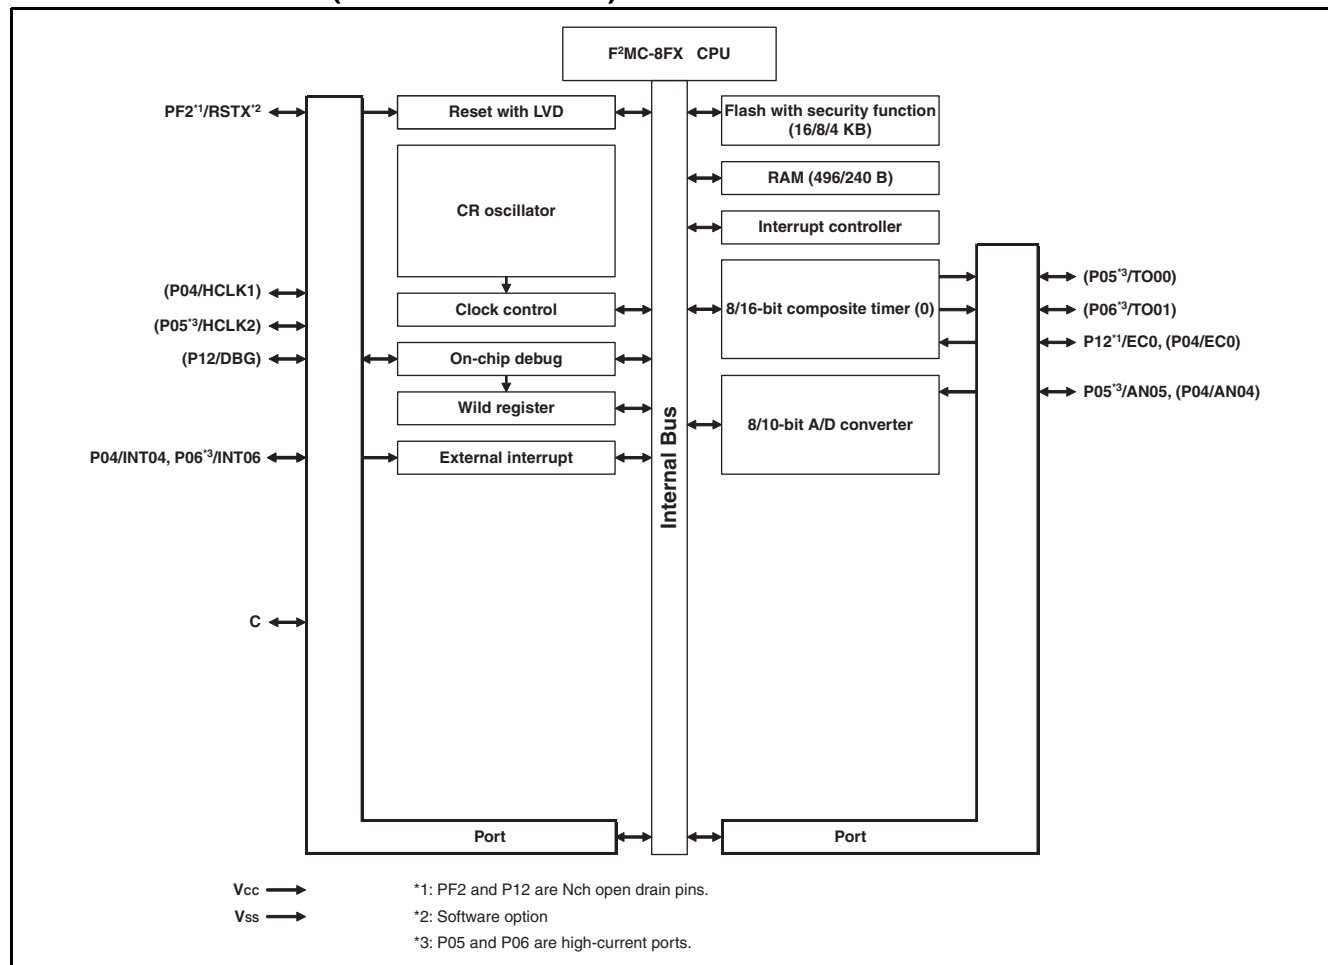 F²MC-8FX CPU
PF2*1/RSTX*2
Reset with LVD
Flash with security function
(16/8/4 KB)
RAM (496/240 B)
CR oscillator
Interrupt controller
(P04/HCLK1)
Clock control
8/16-bit composite timer (0)
(P05*3/TO00)
(P06*3/TO01)
(P05*3/HCLK2)
P12*1/EC0, (P04/EC0)
(P12/DBG)
On-chip debug
P05*3/AN05, (P04/AN04)
Wild register
8/10-bit A/D converter
P04/INT04, P06*3/INT06
External interrupt
Internal Bus
C
Port
Port
Vcc
*1: PF2 and P12 are Nch open drain pins.
Vss
*2: Software option
*3: P05 and P06 are high-current ports.